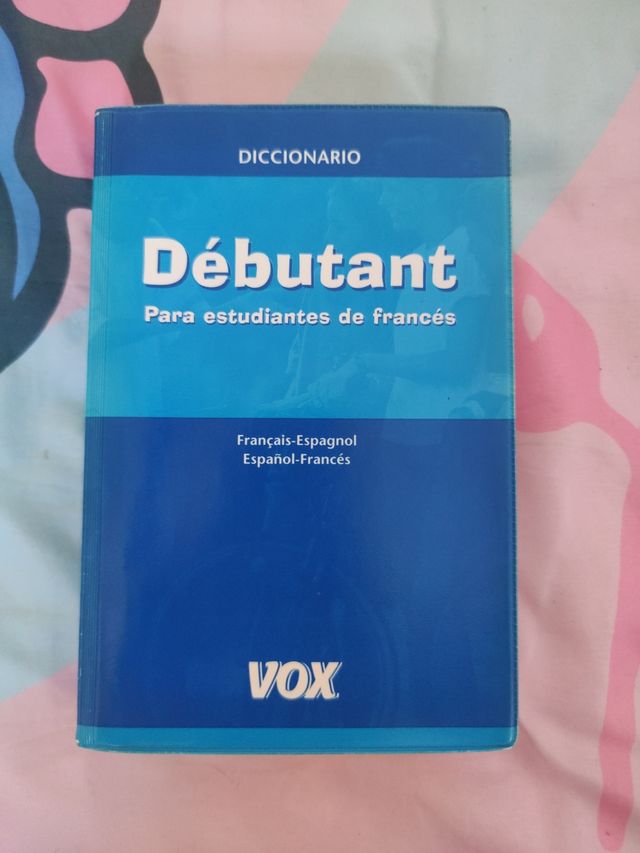 DICCIONARIO
Débutant
Para estudiantes de francés
Français-Espagnol
Español-Francés
VOX